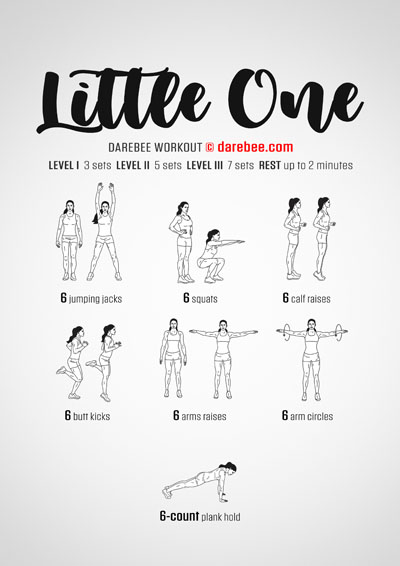 Little One
DAREBEE WORKOUT © darebee.com
LEVEL I 3 sets LEVEL II 5 sets LEVEL III 7 sets REST up to 2 minutes
6 jumping jacks
6 squats
6 calf raises
6 butt kicks
6 arms raises
6 arm circles
6-count plank hold